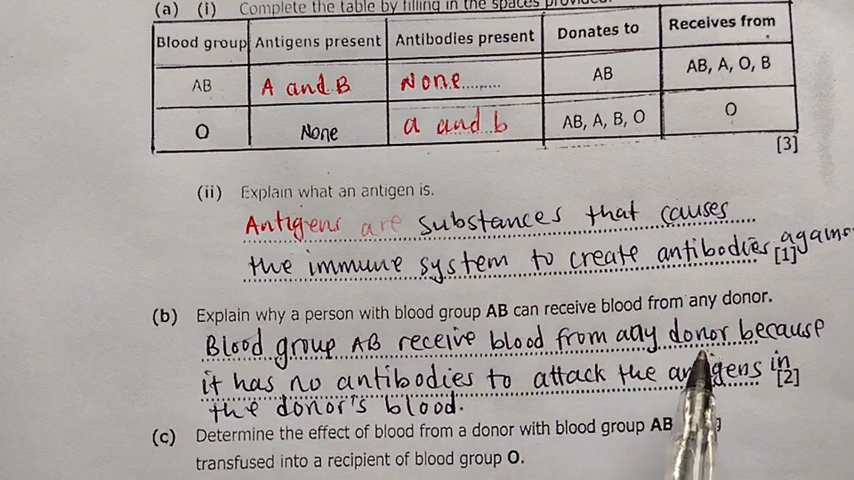 (a) (i) Complete the table by filling in the spaces provided.
Blood group Antigens present Antibodies present Donates to Receives from
AB A and B None........ AB AB, A, O, B
O None a and b AB, A, B, O O
[3]
(ii) Explain what an antigen is.
Antigens are substances that causes
the immune system to create antibodies
[1]
(b) Explain why a person with blood group AB can receive blood from any donor.
Blood group AB receive blood from any donor because
it has no antibodies to attack the in
[2]
the donor's blood.
(c) Determine the effect of blood from a donor with blood group AB
transfused into a recipient of blood group O.